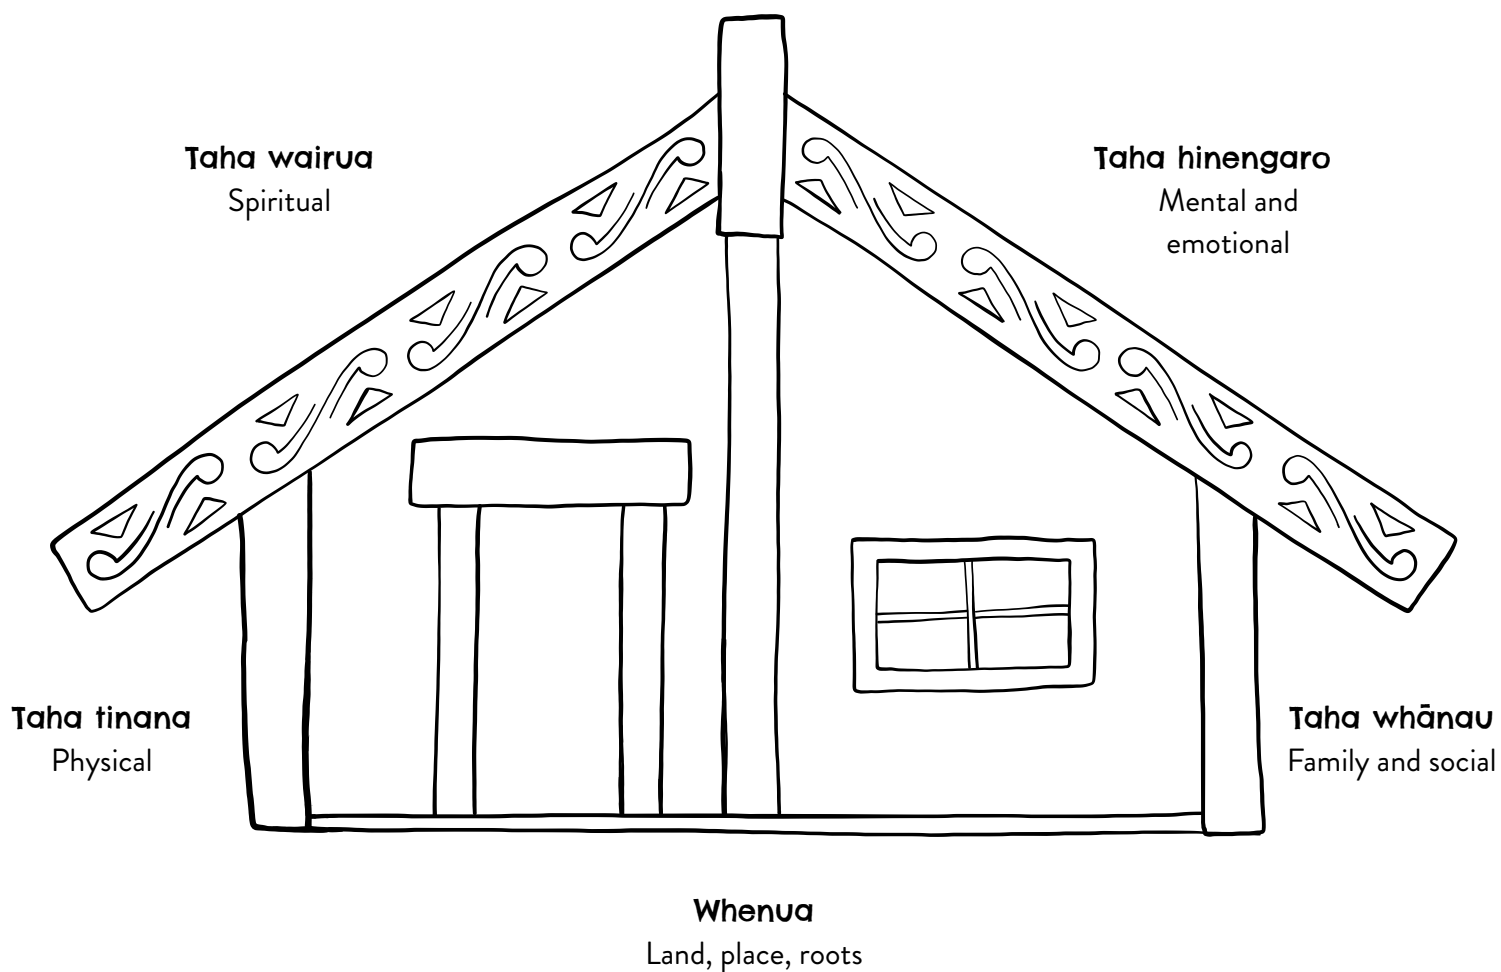 Taha wairua
Spiritual
Taha hinengaro
Mental and
emotional
Taha tinana
Physical
Taha whānau
Family and social
Whenua
Land, place, roots